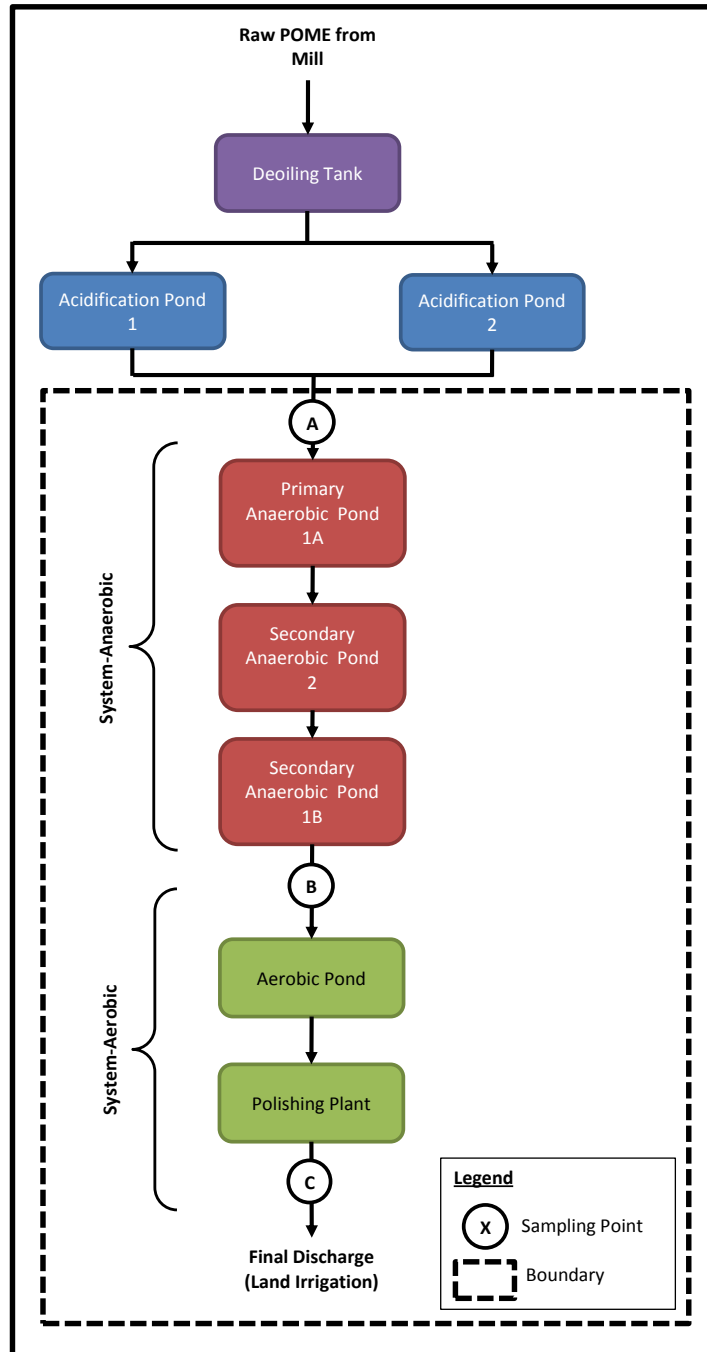 Raw POME from
Mill
Deoiling Tank
Acidification Pond
1
Acidification Pond
2
A
Primary
Anaerobic Pond
1A
System-Anaerobic
Secondary
Anaerobic Pond
2
Secondary
Anaerobic Pond
1B
B
Aerobic Pond
System-Aerobic
Polishing Plant
C
Final Discharge
(Land Irrigation)
Legend
X
Sampling Point
Boundary